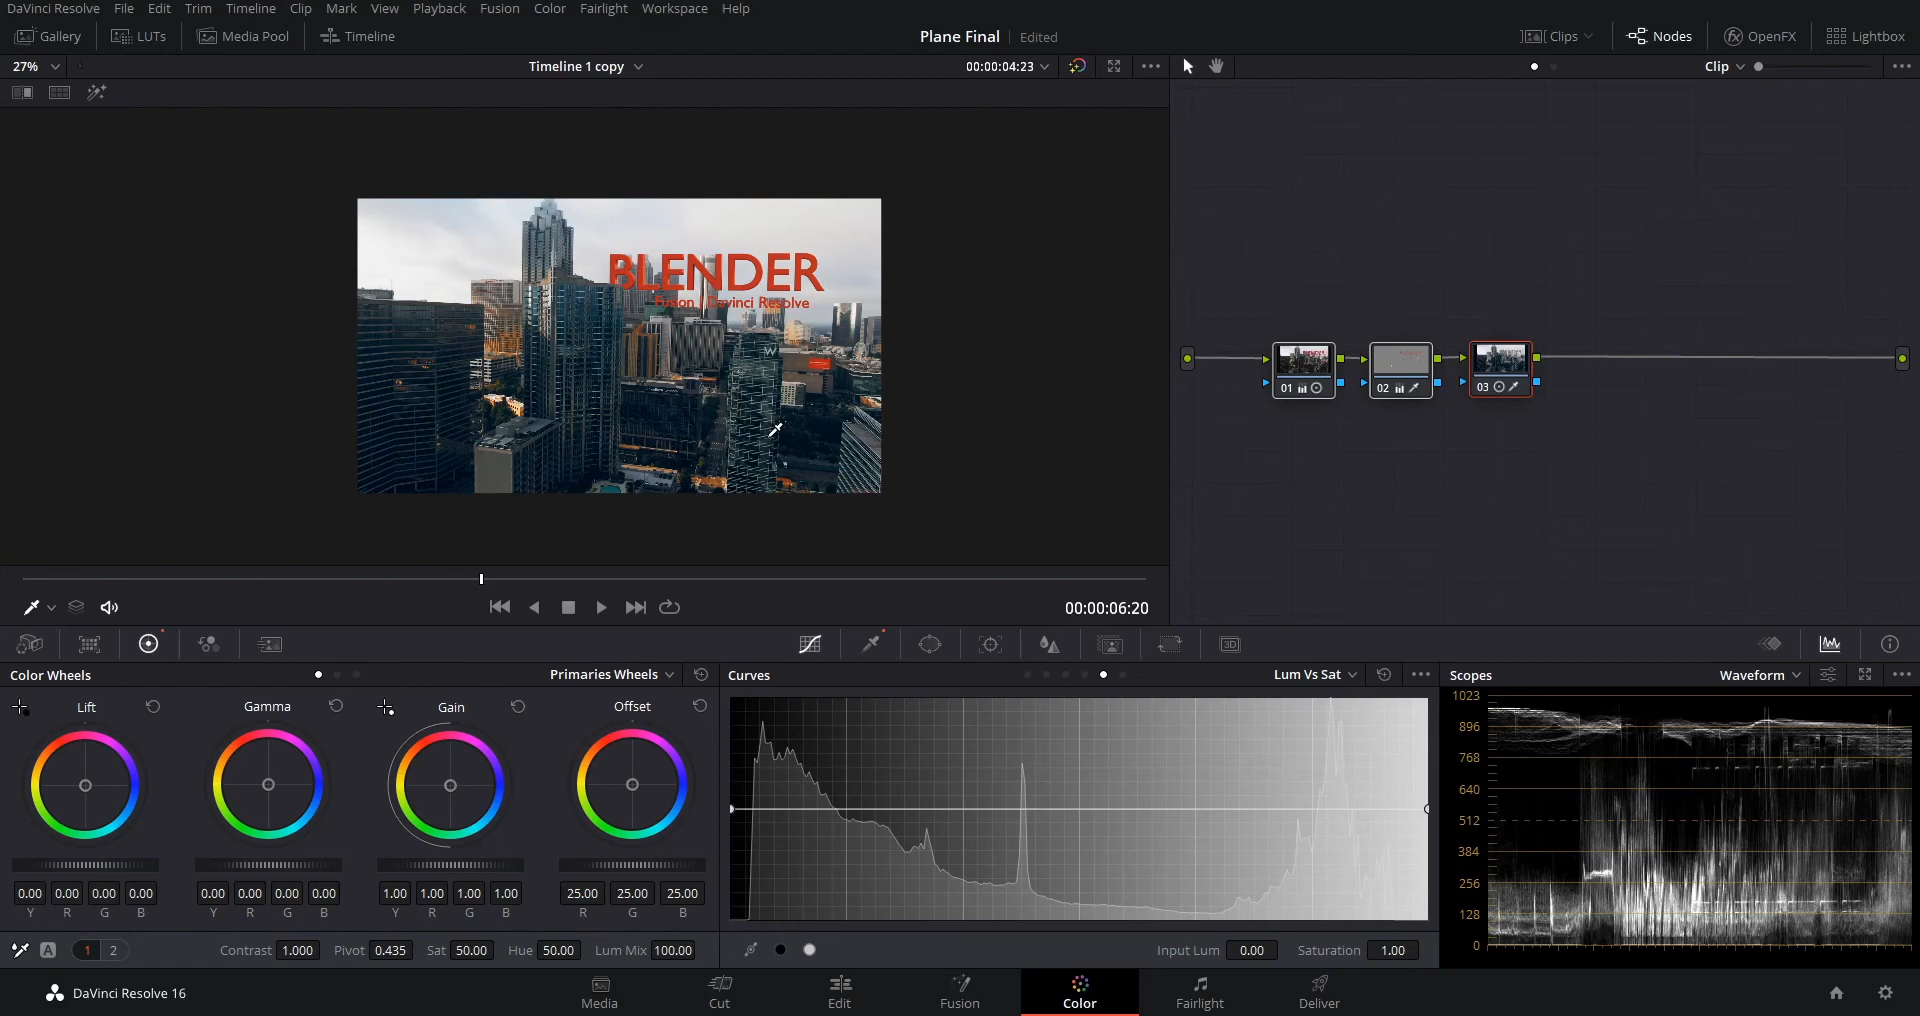 DaVinci Resolve File Edit Trim Timeline Clip Mark View Playback Fusion Color Fairlight Workspace Help
Gallery LUTs Media Pool Timeline Plane Final Edited Clips Nodes OpenFX Lightbox
27% Timeline 1 copy 00:00:04:23 Clip
BLENDER
Fusion | Davinci Resolve
W
01 02 03
00:00:06:20
3D
Color Wheels Primaries Wheels Curves Lum Vs Sat Scopes Waveform
Lift Gamma Gain Offset
1023
896
768
640
512
384
256
128
0
0.00 0.00 0.00 0.00 0.00 0.00 0.00 0.00 1.00 1.00 1.00 1.00 25.00 25.00 25.00
Y R G B Y R G B Y R G B R G B
A 1 2 Contrast 1.000 Pivot 0.435 Sat 50.00 Hue 50.00 Lum Mix 100.00 Input Lum 0.00 Saturation 1.00
DaVinci Resolve 16 Media Cut Edit Fusion Color Fairlight Deliver